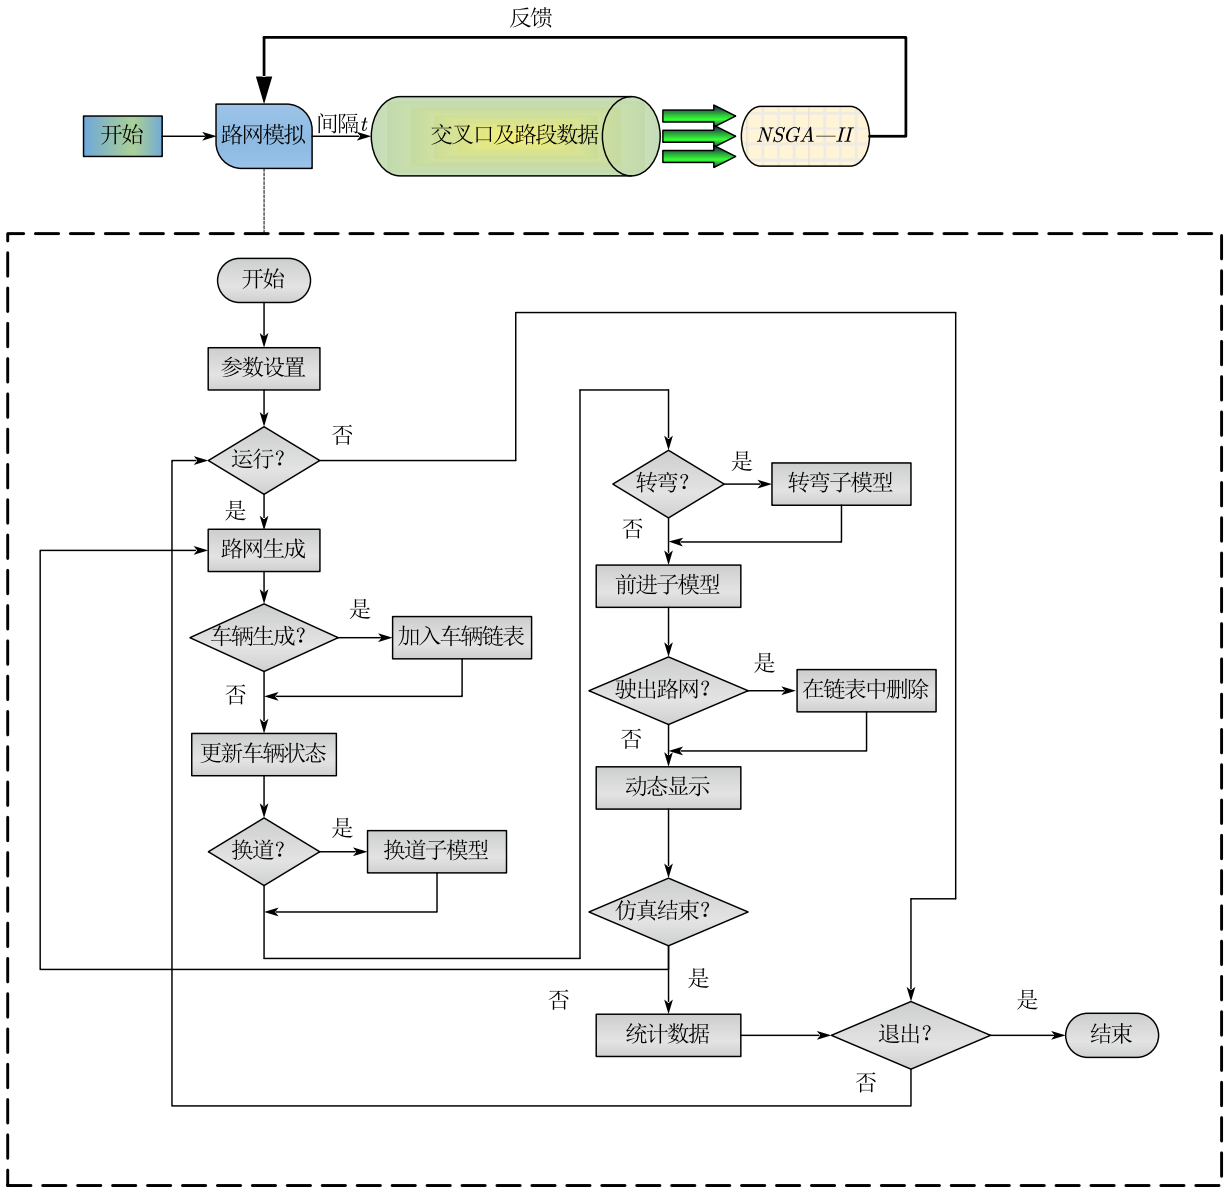 反馈
开始
路网模拟
间隔t
交叉口及路段数据
NSGA—II
开始
参数设置
运行?
否
是
路网生成
车辆生成?
是
加入车辆链表
否
更新车辆状态
换道?
是
换道子模型
转弯?
是
转弯子模型
否
前进子模型
驶出路网?
是
在链表中删除
否
动态显示
仿真结束?
是
否
统计数据
退出?
是
结束
否